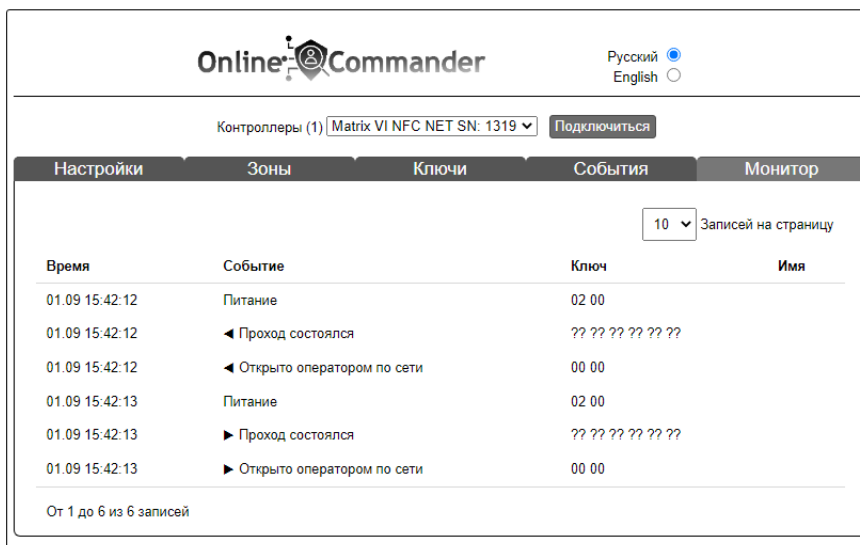 Online Commander
Русский
English
Контроллеры (1) Matrix VI NFC NET SN: 1319 Подключиться
Настройки Зоны Ключи События Монитор
10 Записей на страницу
Время Событие Ключ Имя
01.09 15:42:12 Питание 02 00
01.09 15:42:12 ◄ Проход состоялся ?? ?? ?? ?? ?? ??
01.09 15:42:12 ◄ Открыто оператором по сети 00 00
01.09 15:42:13 Питание 02 00
01.09 15:42:13 ► Проход состоялся ?? ?? ?? ?? ?? ??
01.09 15:42:13 ► Открыто оператором по сети 00 00
От 1 до 6 из 6 записей